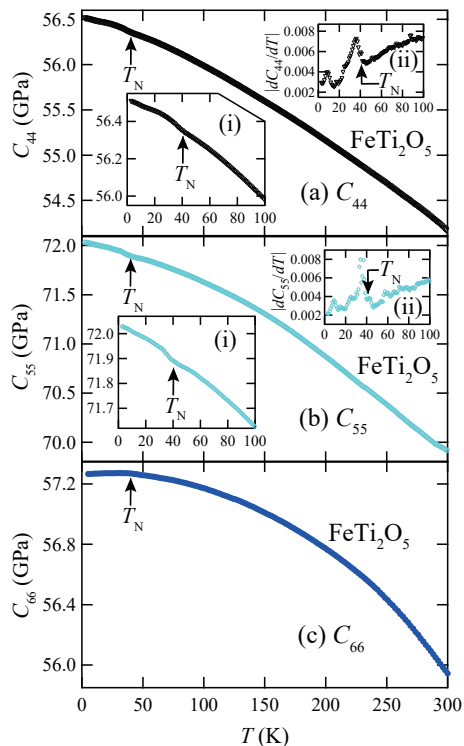 56.5
56.0
55.5
55.0
54.5
C44 (GPa)
TN
(i)
56.4
56.2
56.0
TN
0 20 40 60 80 100
|dC44/dT|
0.008
0.006
0.004
0.002
(ii)
TN
0 20 40 60 80 100
FeTi2O5
(a) C44
72.0
71.5
71.0
70.5
70.0
C55 (GPa)
TN
(i)
72.0
71.9
71.8
71.7
TN
0 20 40 60 80 100
|dC55/dT|
0.008
0.006
0.004
0.002
TN
(ii)
0 20 40 60 80 100
FeTi2O5
(b) C55
57.2
56.8
56.4
56.0
C66 (GPa)
TN
FeTi2O5
(c) C66
0 50 100 150 200 250 300
T (K)